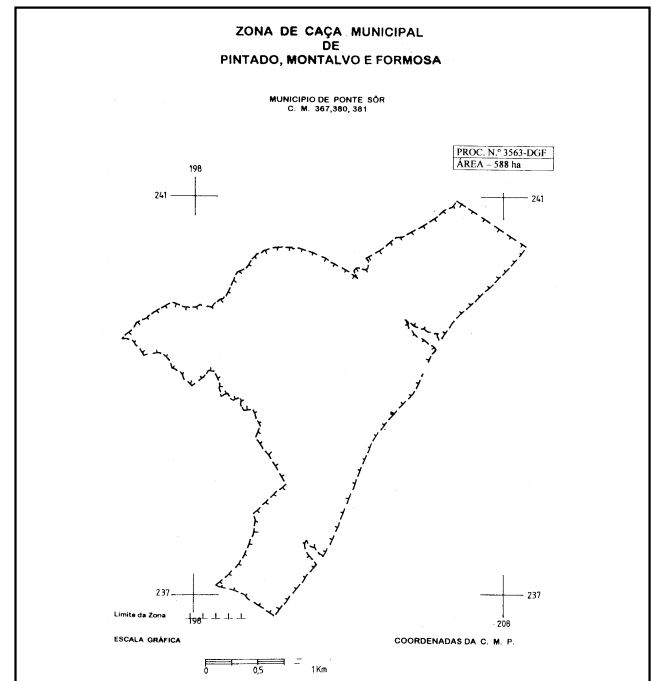 ZONA DE CAÇA MUNICIPAL
DE
PINTADO, MONTALVO E FORMOSA
MUNICIPIO DE PONTE SÔR
C. M. 367,380, 381
PROC. N.º 3563-DGF
ÁREA – 588 ha
198
241
241
237
237
Limite da Zona
198
208
ESCALA GRÁFICA
COORDENADAS DA C. M. P.
0 0,5 1Km